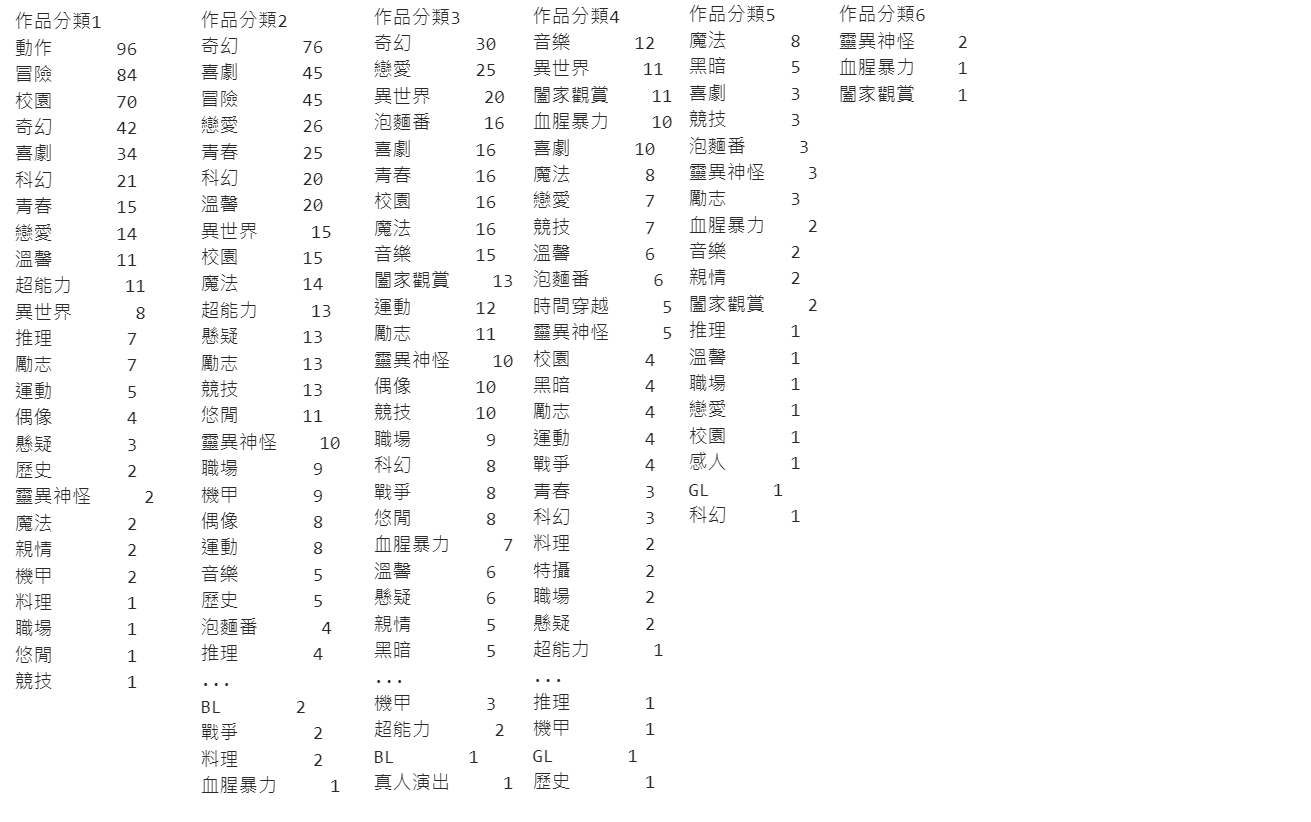 作品分類1
動作 96
冒險 84
校園 70
奇幻 42
喜劇 34
科幻 21
青春 15
戀愛 14
溫馨 11
超能力 11
異世界 8
推理 7
勵志 7
運動 5
偶像 4
懸疑 3
歷史 2
靈異神怪 2
魔法 2
親情 2
機甲 2
料理 1
職場 1
悠閒 1
競技 1
作品分類2
奇幻 76
喜劇 45
冒險 45
戀愛 26
青春 25
科幻 20
溫馨 20
異世界 15
校園 15
魔法 14
超能力 13
懸疑 13
勵志 13
競技 13
悠閒 11
靈異神怪 10
職場 9
機甲 9
偶像 8
運動 8
音樂 5
歷史 5
泡麵番 4
推理 4
...
BL 2
戰爭 2
料理 2
血腥暴力 1
作品分類3
奇幻 30
戀愛 25
異世界 20
泡麵番 16
喜劇 16
青春 16
校園 16
魔法 16
音樂 15
闔家觀賞 13
運動 12
勵志 11
靈異神怪 10
偶像 10
競技 10
職場 9
科幻 8
戰爭 8
悠閒 8
血腥暴力 7
溫馨 6
懸疑 6
親情 5
黑暗 5
...
機甲 3
超能力 2
BL 1
真人演出 1
作品分類4
音樂 12
異世界 11
闔家觀賞 11
血腥暴力 10
喜劇 10
魔法 8
戀愛 7
競技 7
溫馨 6
泡麵番 6
時間穿越 5
靈異神怪 5
校園 4
黑暗 4
勵志 4
運動 4
戰爭 4
青春 3
科幻 3
料理 2
特攝 2
職場 2
懸疑 2
超能力 1
...
推理 1
機甲 1
GL 1
歷史 1
作品分類5
魔法 8
黑暗 5
喜劇 3
競技 3
泡麵番 3
靈異神怪 3
勵志 3
血腥暴力 2
音樂 2
親情 2
闔家觀賞 2
推理 1
溫馨 1
職場 1
戀愛 1
校園 1
感人 1
GL 1
科幻 1
作品分類6
靈異神怪 2
血腥暴力 1
闔家觀賞 1